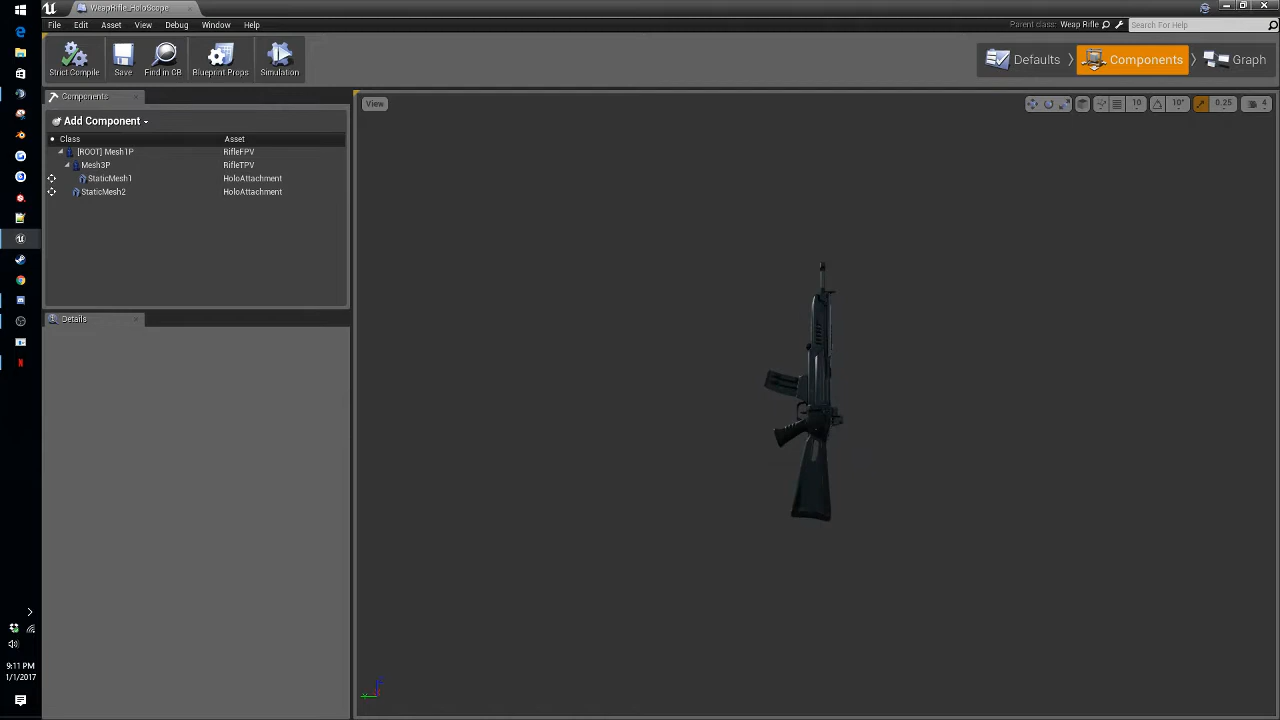 WeapRifle_HoloScope
File Edit Asset View Debug Window Help
Parent class: Weap Rifle
Search For Help
Strict Compile Save Find in CB Blueprint Props Simulation
Defaults Components Graph
Components
Add Component
Class Asset
[ROOT] Mesh1P RifleFPV
Mesh3P RifleTPV
StaticMesh1 HoloAttachment
StaticMesh2 HoloAttachment
Details
View
10 10° 0.25 4
9:11 PM
1/1/2017